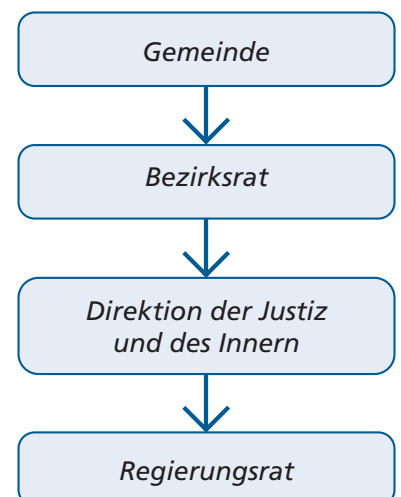 Gemeinde
Bezirksrat
Direktion der Justiz
und des Innern
Regierungsrat